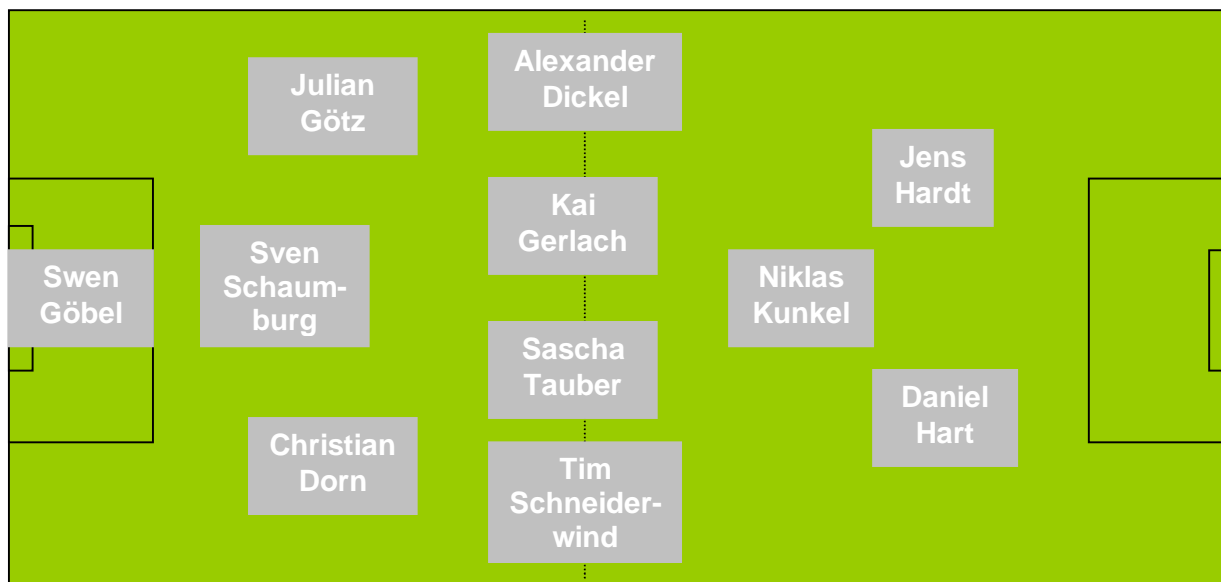 Julian
Götz
Alexander
Dickel
Jens
Hardt
Kai
Gerlach
Swen
Göbel
Sven
Schaum-
burg
Niklas
Kunkel
Sascha
Tauber
Daniel
Hart
Christian
Dorn
Tim
Schneider-
wind